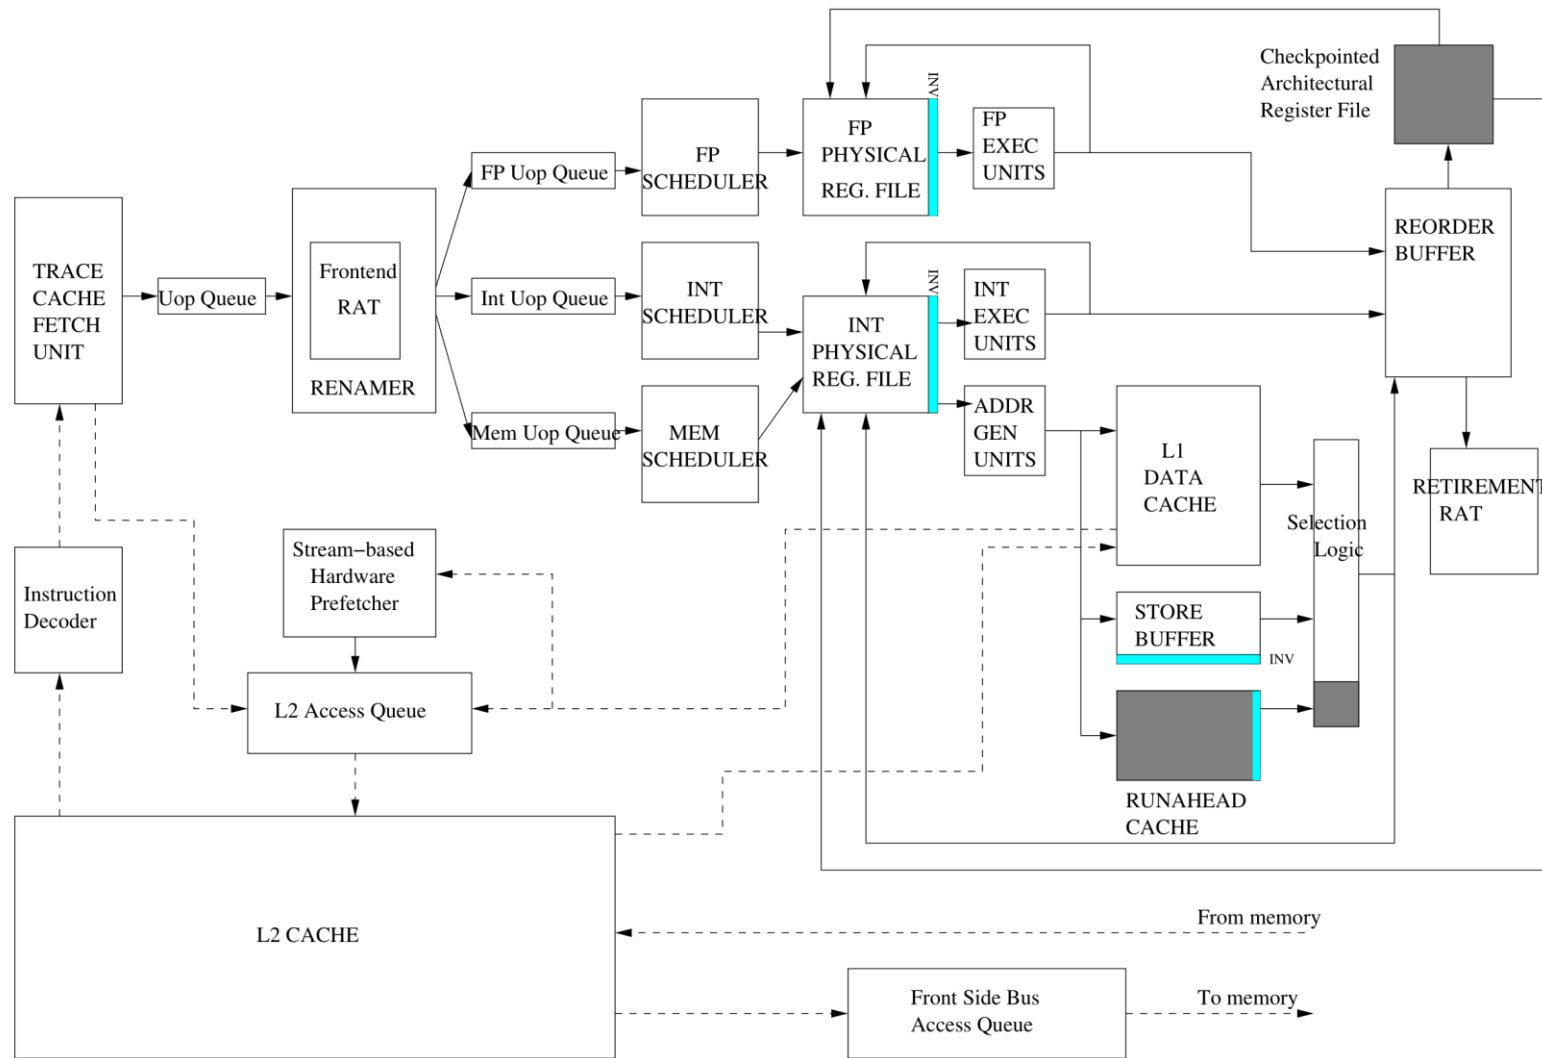 Checkpointed
Architectural
Register File
INV
FP
PHYSICAL
REG. FILE
FP
EXEC
UNITS
FP
SCHEDULER
FP Uop Queue
REORDER
BUFFER
TRACE
CACHE
FETCH
UNIT
Uop Queue
Frontend
RAT
RENAMER
Int Uop Queue
INT
SCHEDULER
INV
INT
PHYSICAL
REG. FILE
INT
EXEC
UNITS
Mem Uop Queue
MEM
SCHEDULER
ADDR
GEN
UNITS
L1
DATA
CACHE
Selection
Logic
RETIREMENT
RAT
Instruction
Decoder
Stream-based
Hardware
Prefetcher
STORE
BUFFER
INV
L2 Access Queue
RUNAHEAD
CACHE
L2 CACHE
From memory
Front Side Bus
Access Queue
To memory